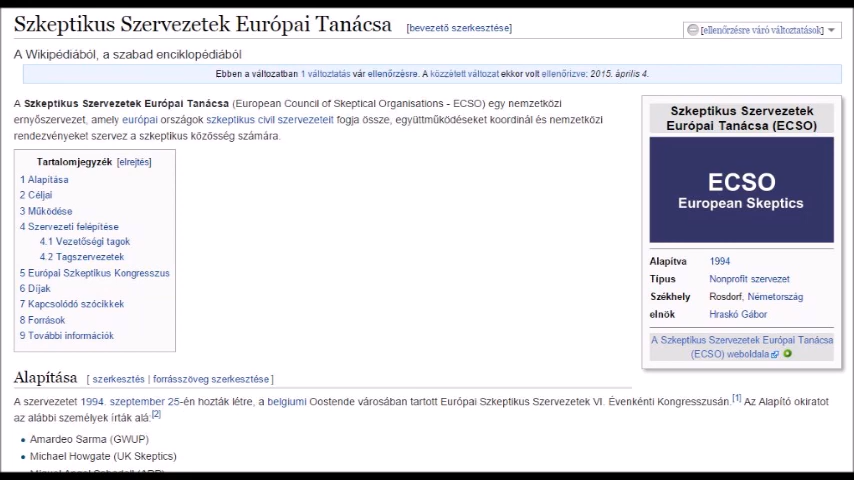 Szkeptikus Szervezetek Európai Tanácsa [bevezető szerkesztése]
[ellenőrzésre váró változtatások]
A Wikipédiából, a szabad enciklopédiából
Ebben a változatban 1 változtatás vár ellenőrzésre. A közzétett változat ekkor volt ellenőrizve: 2015. április 4.
A Szkeptikus Szervezetek Európai Tanácsa (European Council of Skeptical Organisations - ECSO) egy nemzetközi
ernyőszervezet, amely európai országok szkeptikus civil szervezeteit fogja össze, együttműködéseket koordinál és nemzetközi
rendezvényeket szervez a szkeptikus közösség számára.
Tartalomjegyzék [elrejtés]
1 Alapítása
2 Céljai
3 Működése
4 Szervezeti felépítése
4.1 Vezetőségi tagok
4.2 Tagszervezetek
5 Európai Szkeptikus Kongresszus
6 Díjak
7 Kapcsolódó szócikkek
8 Források
9 További információk
Szkeptikus Szervezetek
Európai Tanácsa (ECSO)
ECSO
European Skeptics
Alapítva 1994
Típus Nonprofit szervezet
Székhely Rosdorf, Németország
elnök Hraskó Gábor
A Szkeptikus Szervezetek Európai Tanácsa
(ECSO) weboldala
Alapítása [ szerkesztés | forrásszöveg szerkesztése ]
A szervezetet 1994. szeptember 25-én hozták létre, a belgiumi Oostende városában tartott Európai Szkeptikus Szervezetek VI. Évenkénti Kongresszusán.[1] Az Alapító okiratot
az alábbi személyek írták alá:[2]
Amardeo Sarma (GWUP)
Michael Howgate (UK Skeptics)